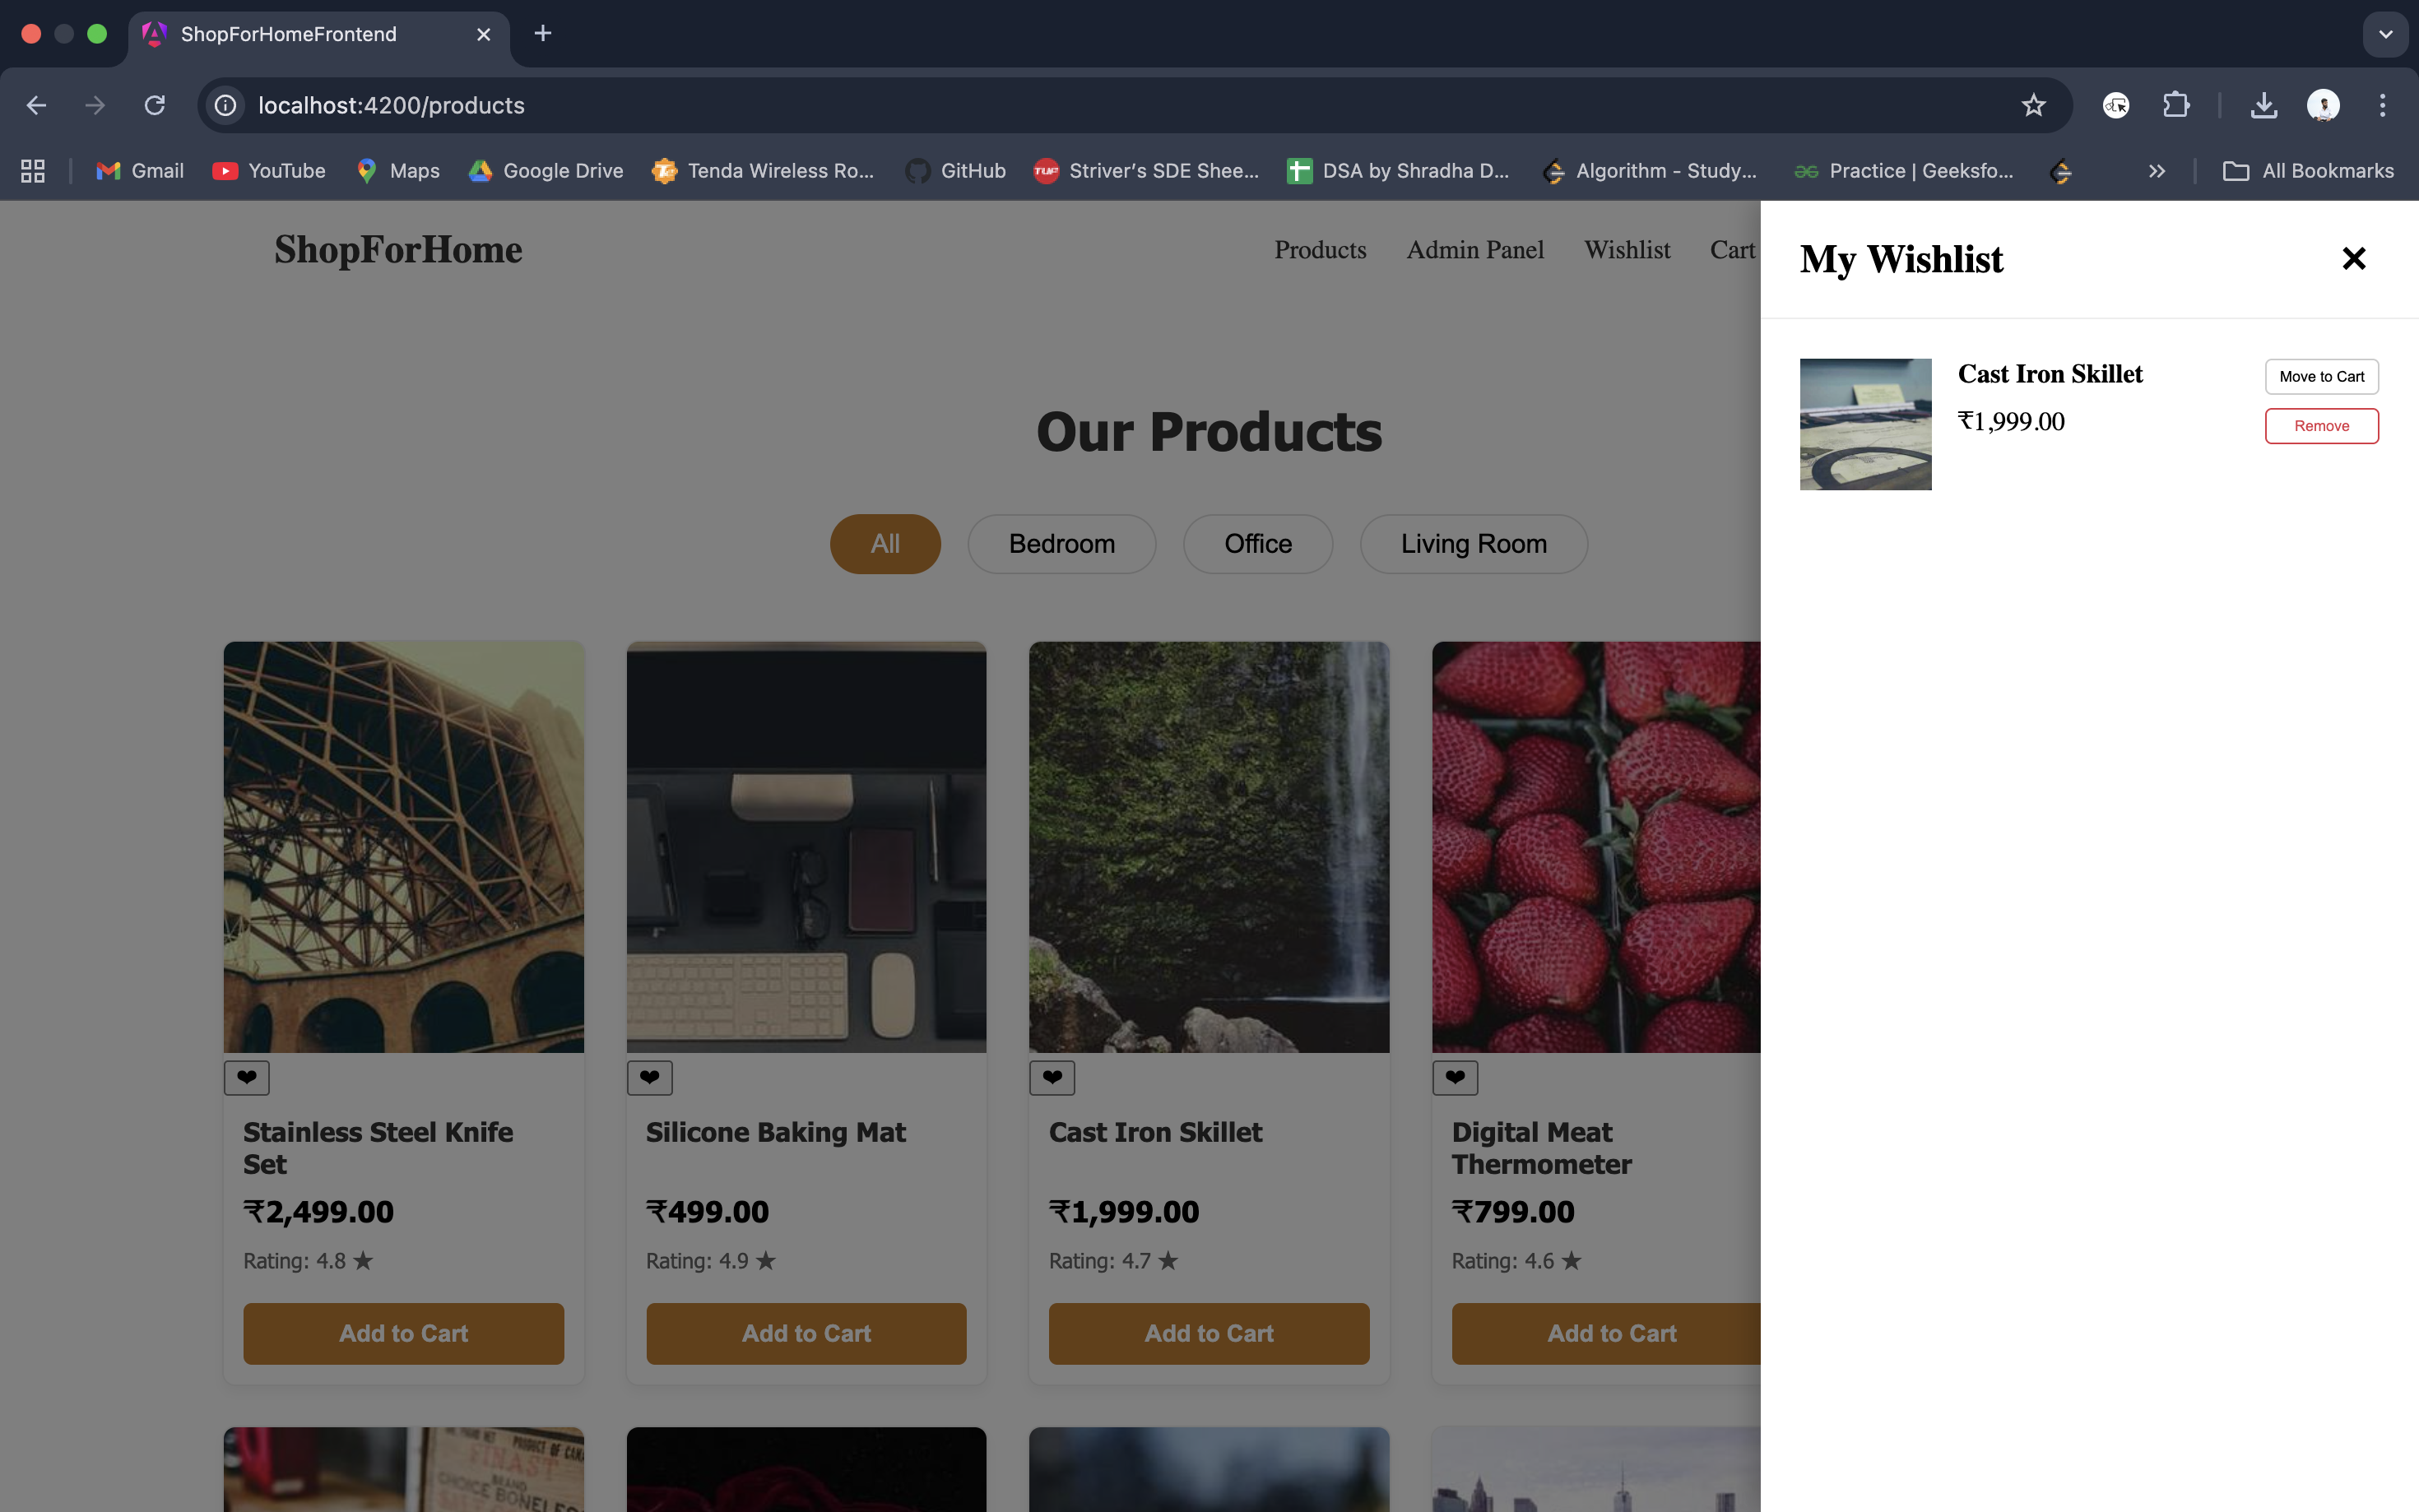 ShopForHomeFrontend
localhost:4200/products
Gmail YouTube Maps Google Drive Tenda Wireless Ro... GitHub Striver's SDE Shee... DSA by Shradha D... Algorithm - Study... Practice | Geeksfo... All Bookmarks
ShopForHome
Products Admin Panel Wishlist Cart
Our Products
All Bedroom Office Living Room
Stainless Steel Knife
Set
₹2,499.00
Rating: 4.8 ★
Add to Cart
Silicone Baking Mat
₹499.00
Rating: 4.9 ★
Add to Cart
Cast Iron Skillet
₹1,999.00
Rating: 4.7 ★
Add to Cart
Digital Meat
Thermometer
₹799.00
Rating: 4.6 ★
Add to Cart
PRODUCT OF
FINAST
BRAND
My Wishlist
Cast Iron Skillet
₹1,999.00
Move to Cart
Remove